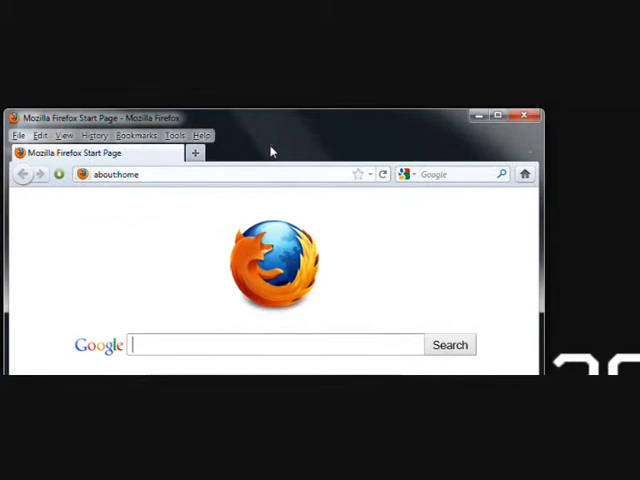 Mozilla Firefox Start Page - Mozilla Firefox
File Edit View History Bookmarks Tools Help
Mozilla Firefox Start Page
about:home
Google
Google
Search